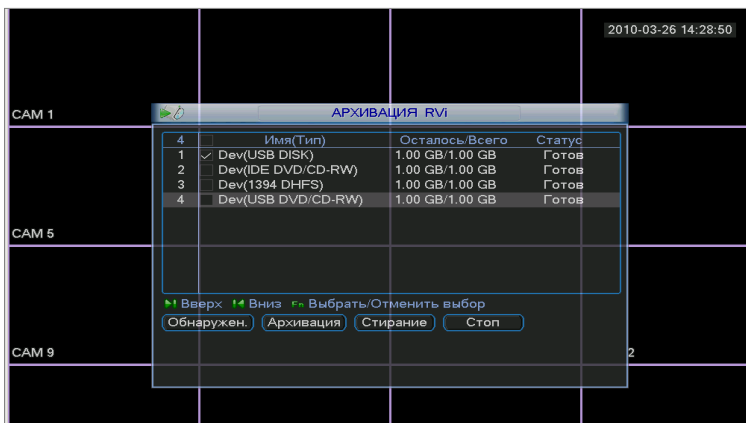 2010-03-26 14:28:50
CAM 1
АРХИВАЦИЯ RVi
4 Имя(Тип) Осталось/Всего Статус
1 Dev(USB DISK) 1.00 GB/1.00 GB Готов
2 Dev(IDE DVD/CD-RW) 1.00 GB/1.00 GB Готов
3 Dev(1394 DHFS) 1.00 GB/1.00 GB Готов
4 Dev(USB DVD/CD-RW) 1.00 GB/1.00 GB Готов
CAM 5
Вверх Вниз Fn Выбрать/Отменить выбор
Обнаружен. Архивация Стирание Стоп
CAM 9 2